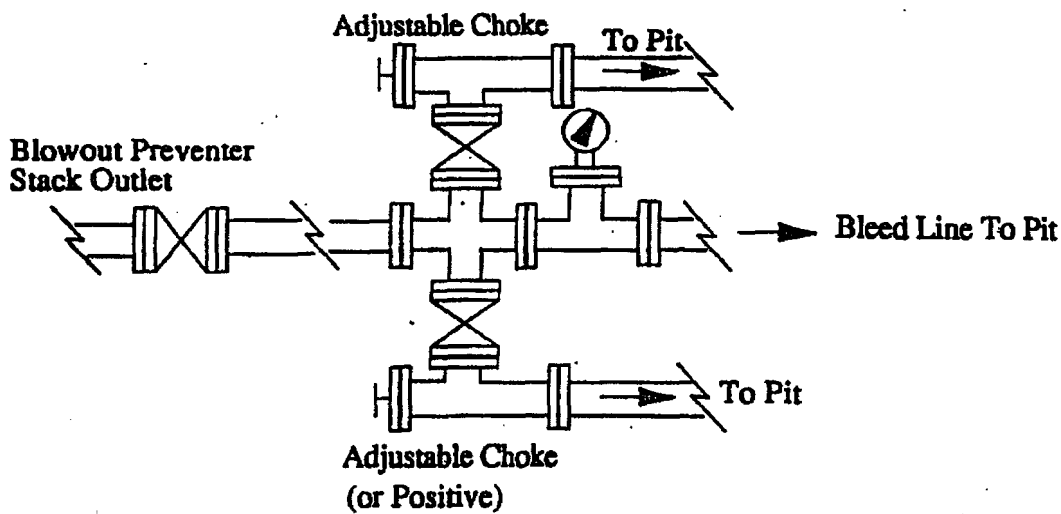 Adjustable Choke
To Pit
Blowout Preventer
Stack Outlet
Bleed Line To Pit
To Pit
Adjustable Choke
(or Positive)